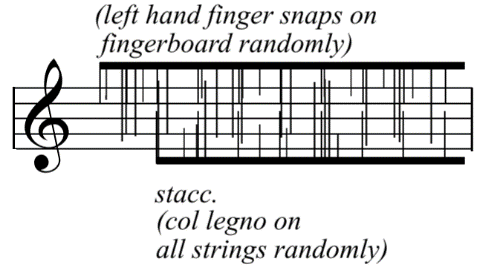 (left hand finger snaps on
fingerboard randomly)
stacc.
(col legno on
all strings randomly)